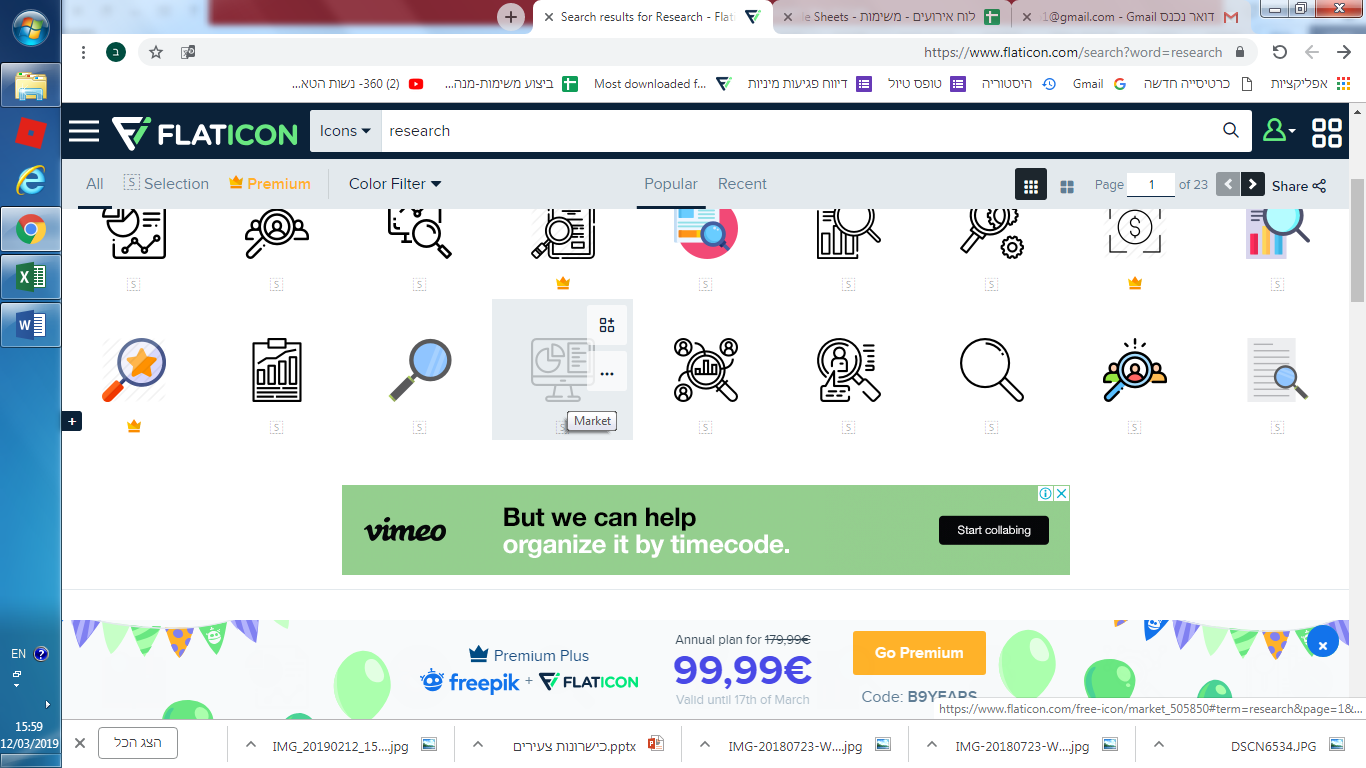 Search results for Research - Flat
לוח אירועים - משימות - le Sheets
דואר נכנס - 1@gmail.com - Gmail
ב
https://www.flaticon.com/search?word=research
אפליקציות
כרטיסייה חדשה
Gmail
היסטוריה
טופס טיול
דיווח פגיעות מיניות
Most downloaded f...
ביצוע משימות-מנה...
(2) 360- נשות הטא...
FLATICON
Icons
research
All
S Selection
Premium
Color Filter
Popular
Recent
Page 1 of 23
Share
S S S S S S S
$
S S S S S S S S
Market
vimeo
But we can help
organize it by timecode.
Start collabing
Premium Plus
freepik + FLATICON
Annual plan for 179,99€
99,99€
Valid until 17th of March
Go Premium
Code: B9YEARS
https://www.flaticon.com/free-icon/market_505850#term=research&page=1&...
EN
15:59
12/03/2019
הצג הכל
IMG_20190212_15....jpg
כישרונות צעירים.pptx
IMG-20180723-W....jpg
IMG-20180723-W....jpg
DSCN6534.JPG